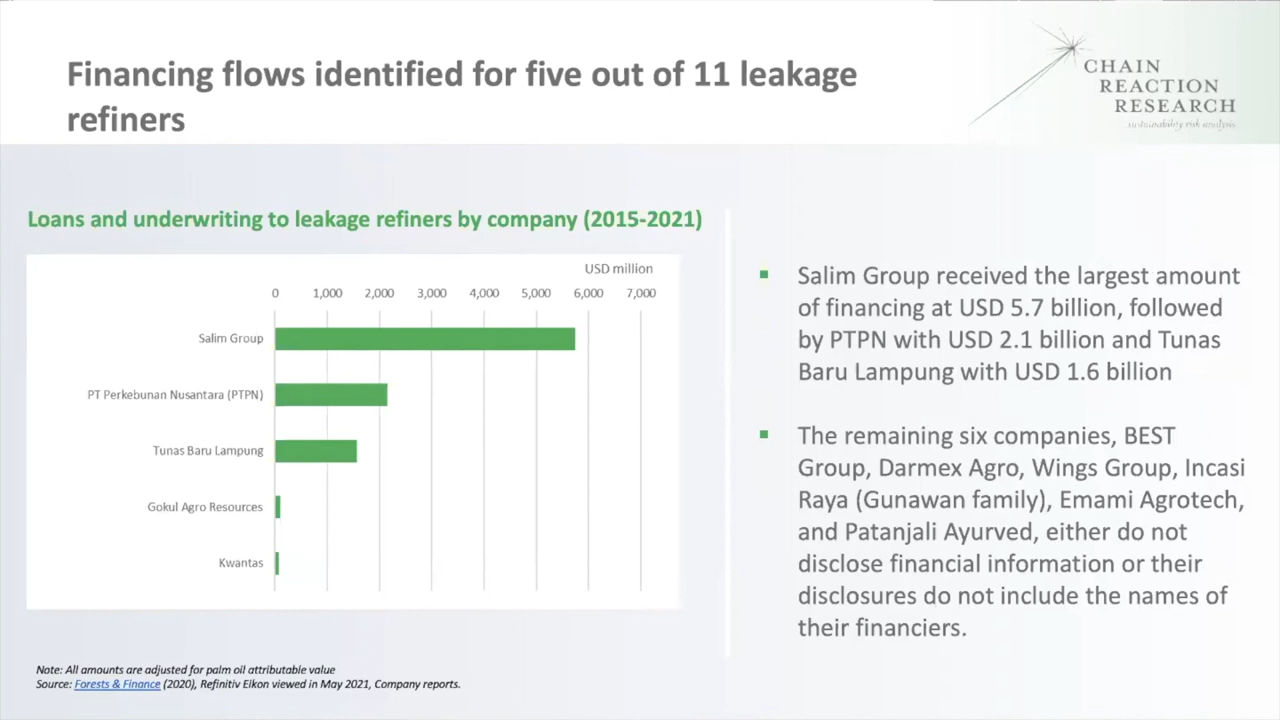 Financing flows identified for five out of 11 leakage
refiners
CHAIN
REACTION
RESEARCH
sustainability risk analysis
Loans and underwriting to leakage refiners by company (2015-2021)
USD million
0 1,000 2,000 3,000 4,000 5,000 6,000 7,000
Salim Group
PT Perkebunan Nusantara (PTPN)
Tunas Baru Lampung
Gokul Agro Resources
Kwantas
▪ Salim Group received the largest amount
of financing at USD 5.7 billion, followed
by PTPN with USD 2.1 billion and Tunas
Baru Lampung with USD 1.6 billion
▪ The remaining six companies, BEST
Group, Darmex Agro, Wings Group, Incasi
Raya (Gunawan family), Emami Agrotech,
and Patanjali Ayurved, either do not
disclose financial information or their
disclosures do not include the names of
their financiers.
Note: All amounts are adjusted for palm oil attributable value
Source: Forests & Finance (2020), Refinitiv Eikon viewed in May 2021, Company reports.